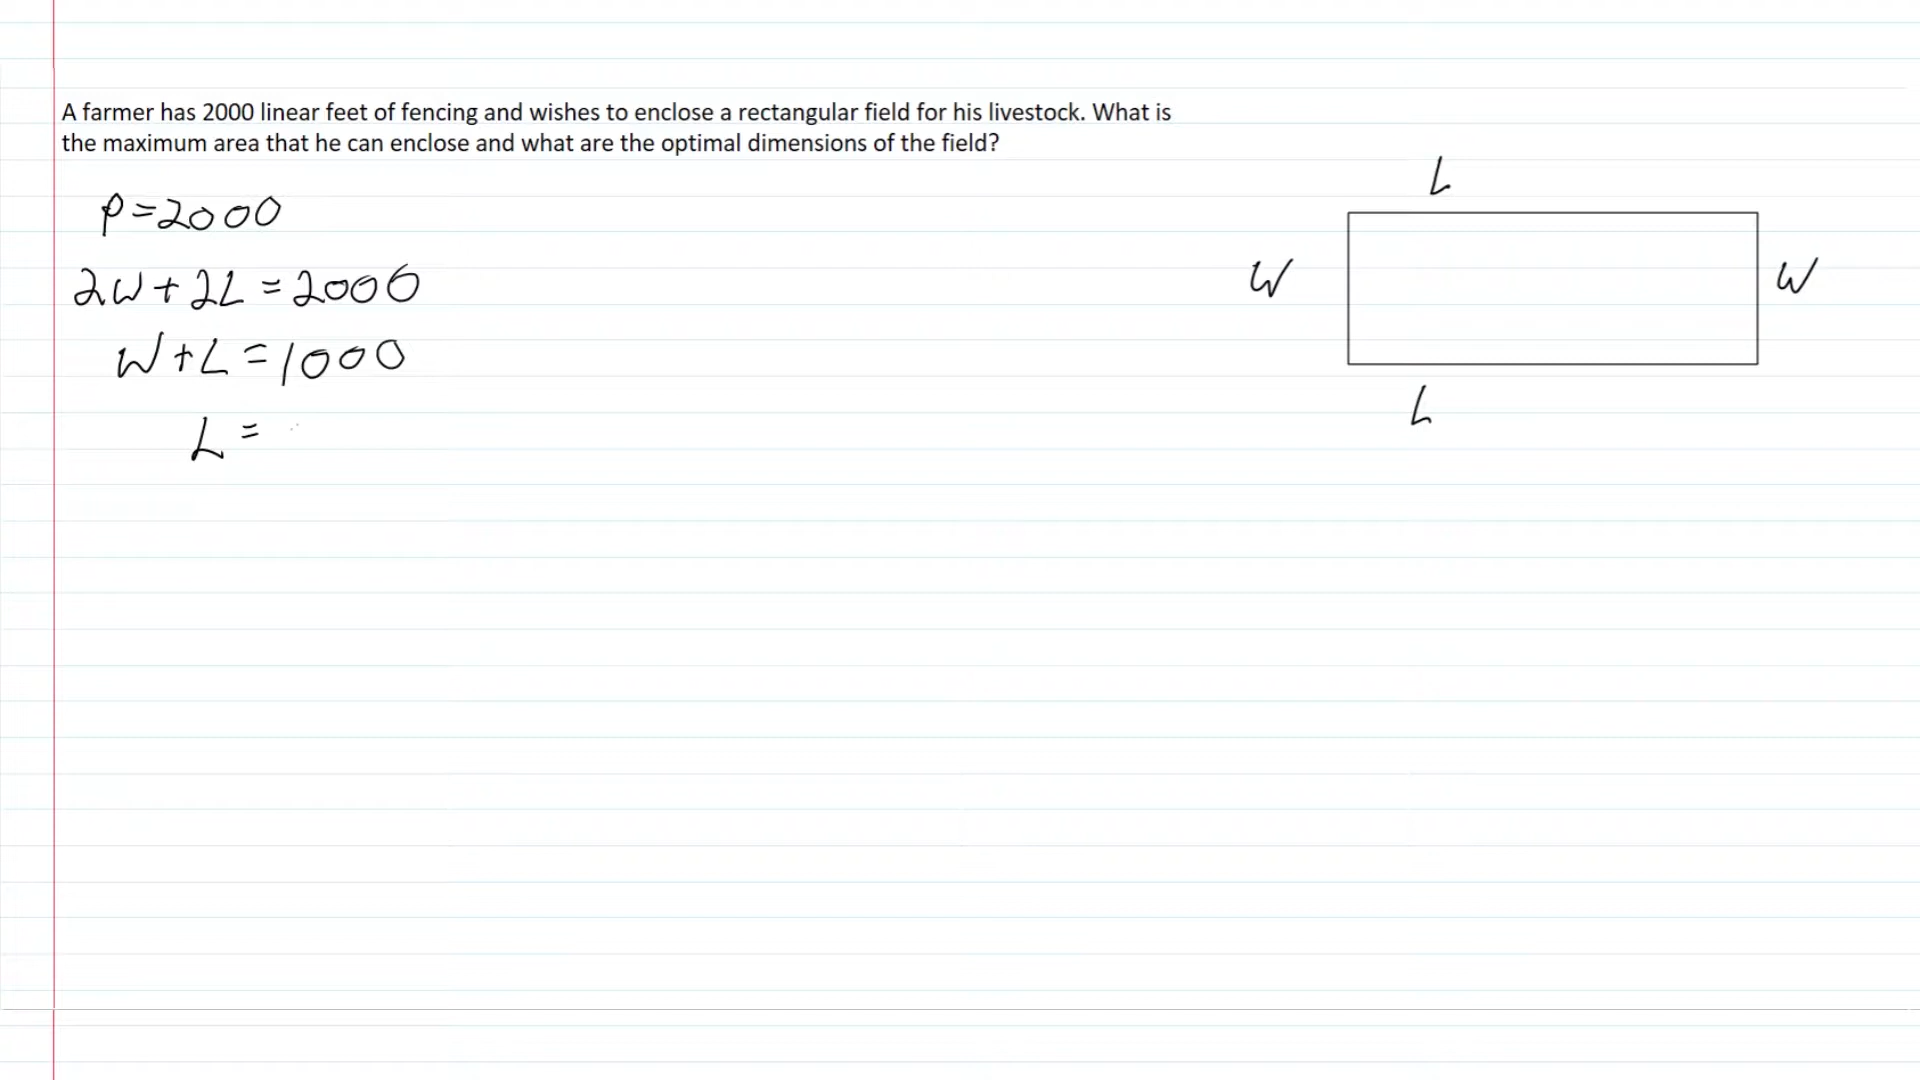 A farmer has 2000 linear feet of fencing and wishes to enclose a rectangular field for his livestock. What is
the maximum area that he can enclose and what are the optimal dimensions of the field?
P=2000
2W+2L=2000
W+L=1000
L=
L
W W
L